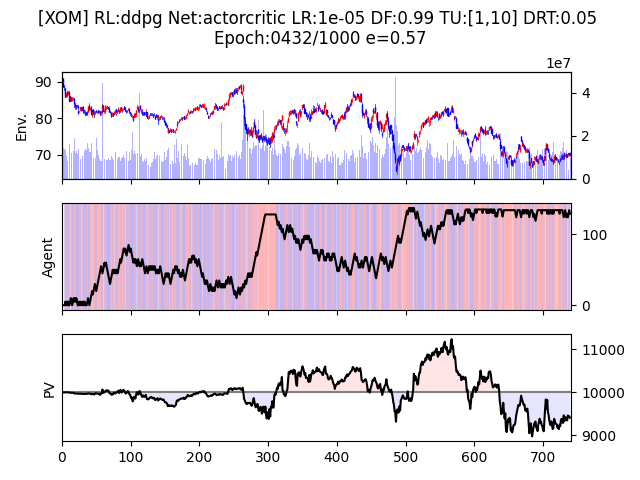 [XOM] RL:ddpg Net:actorcritic LR:1e-05 DF:0.99 TU:[1,10] DRT:0.05
Epoch:0432/1000 e=0.57
1e7
90
80
70
Env.
4
2
0
Agent
100
0
PV
11000
10000
9000
0 100 200 300 400 500 600 700